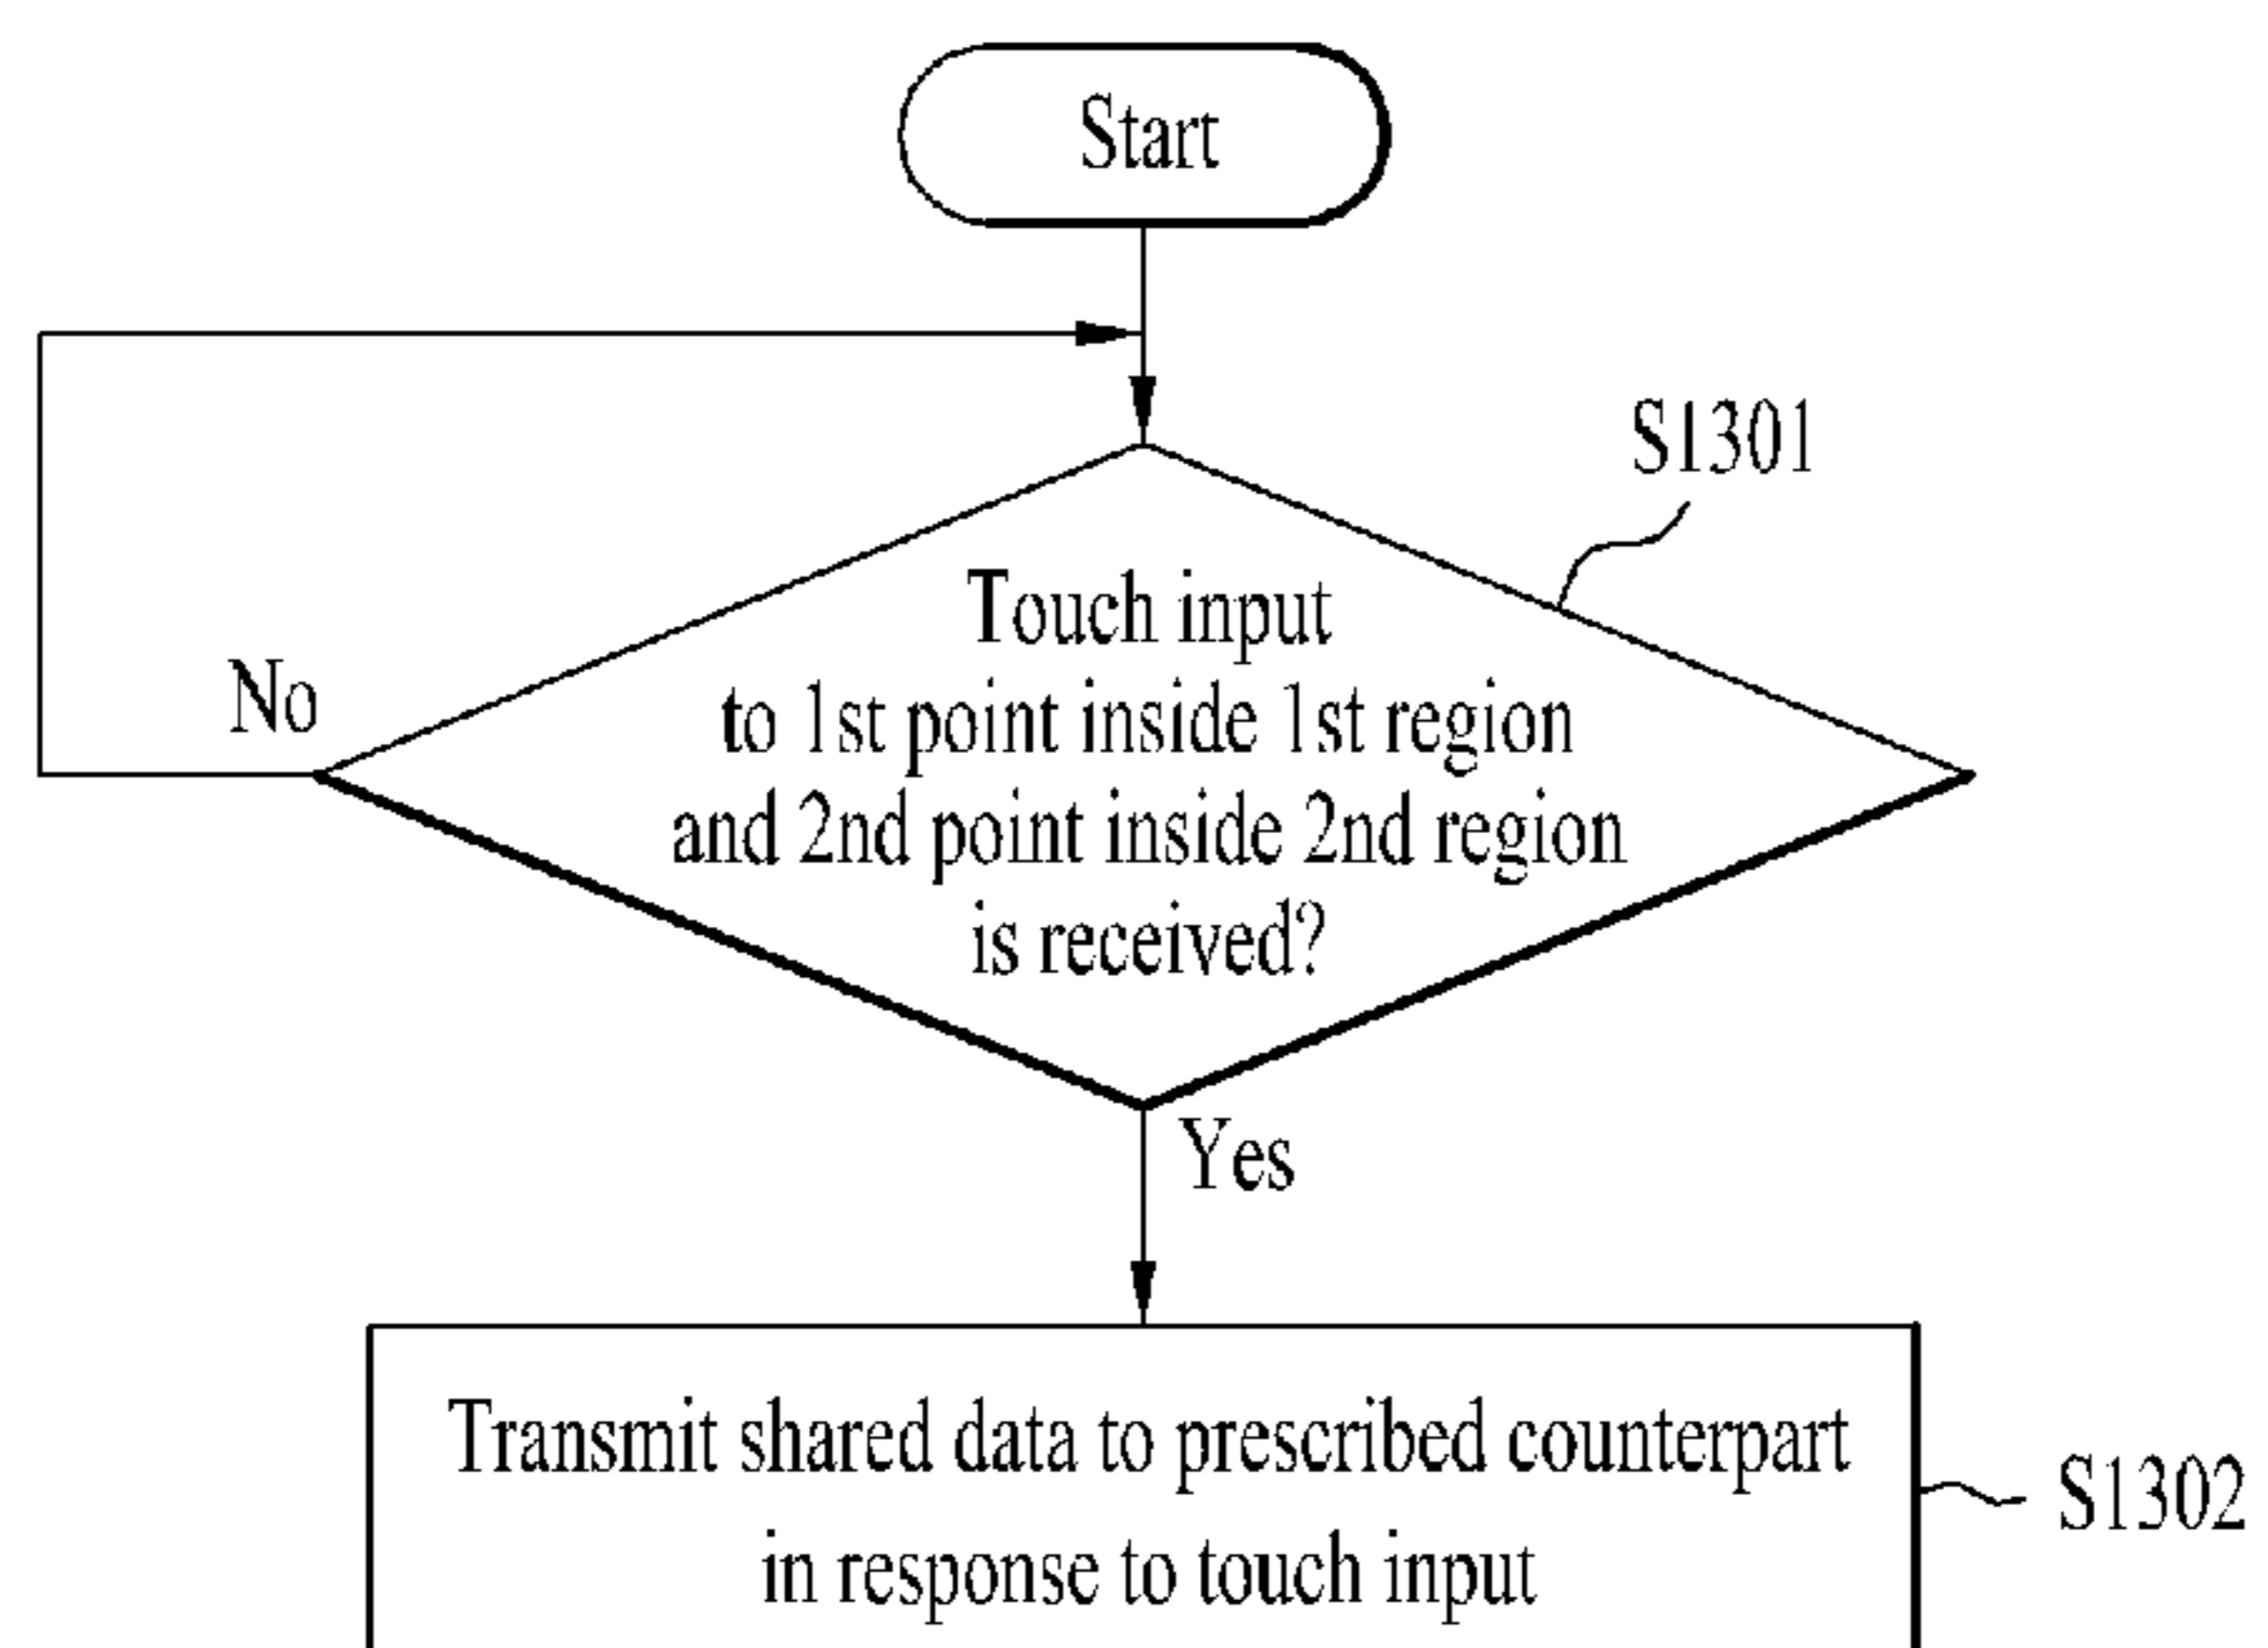 Start
S1301
Touch input
to 1st point inside 1st region
and 2nd point inside 2nd region
is received?
No
Yes
Transmit shared data to prescribed counterpart
in response to touch input
S1302